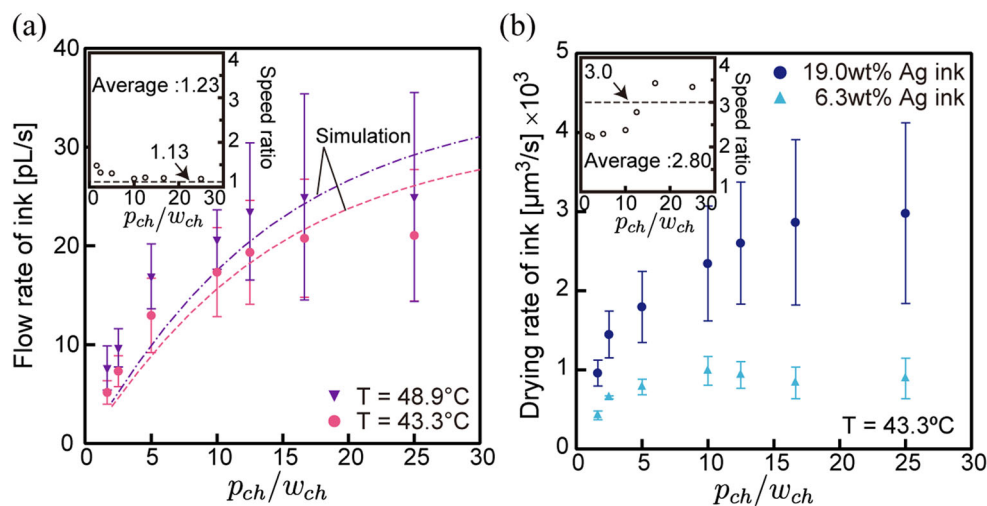 (a)
Flow rate of ink [pL/s]
40
30
20
10
0
0 5 10 15 20 25 30
p_ch/w_ch
Average :1.23
1.13
4
3
2
1
Speed ratio
0 10 20 30
p_ch/w_ch
Simulation
T = 48.9°C
T = 43.3°C
(b)
Drying rate of ink [μm³/s] ×10³
5
4
3
2
1
0
0 5 10 15 20 25 30
p_ch/w_ch
3.0
Average :2.80
4
3
2
1
Speed ratio
0 10 20 30
p_ch/w_ch
19.0wt% Ag ink
6.3wt% Ag ink
T = 43.3ºC